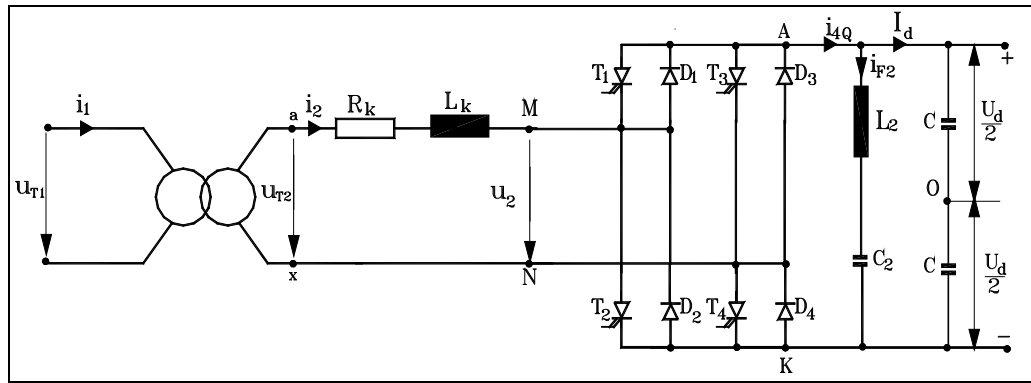 A
i4Q
Id
+
T1
D1
T3
D3
iF2
i1
a
i2
Rk
Lk
M
L2
C
Ud
2
uT1
uT2
u2
O
x
N
C2
C
Ud
2
T2
D2
T4
D4
K
−